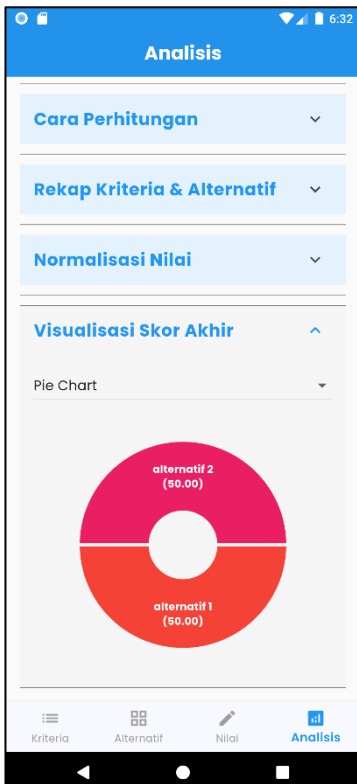 6:32
Analisis
Cara Perhitungan
Rekap Kriteria & Alternatif
Normalisasi Nilai
Visualisasi Skor Akhir
Pie Chart
alternatif 2
(50.00)
alternatif 1
(50.00)
Kriteria
Alternatif
Nilai
Analisis